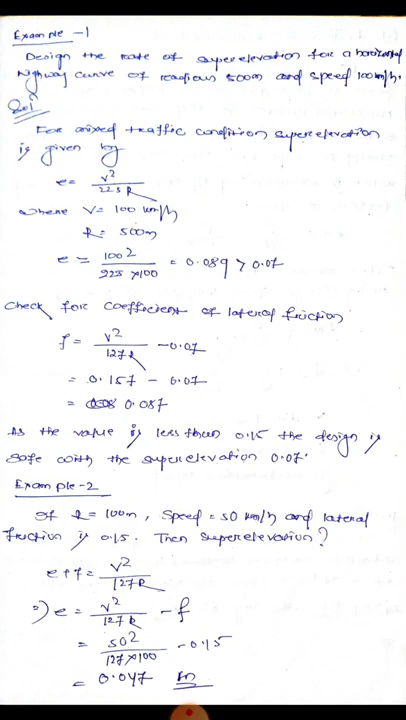 Example -1
Design the rate of superelevation for a horizontal
highway curve of radious 500m and speed 100km/h.
Solⁿ
For mixed traffic condition superelevation
is given by
e = V²/225R
where V = 100 km/h
R = 500m
e = 100²/225×100 = 0.089 > 0.07
Check for coefficient of lateral friction
f = V²/127R - 0.07
= 0.157 - 0.07
= 0.087
As the value is less than 0.15 the design is
safe with the superelevation 0.07.
Example-2
If R = 100m, Speed = 50 km/h and lateral
friction is 0.15. Then superelevation?
e+f = V²/127R
⇒ e = V²/127R - f
= 50²/127×100 - 0.15
= 0.047